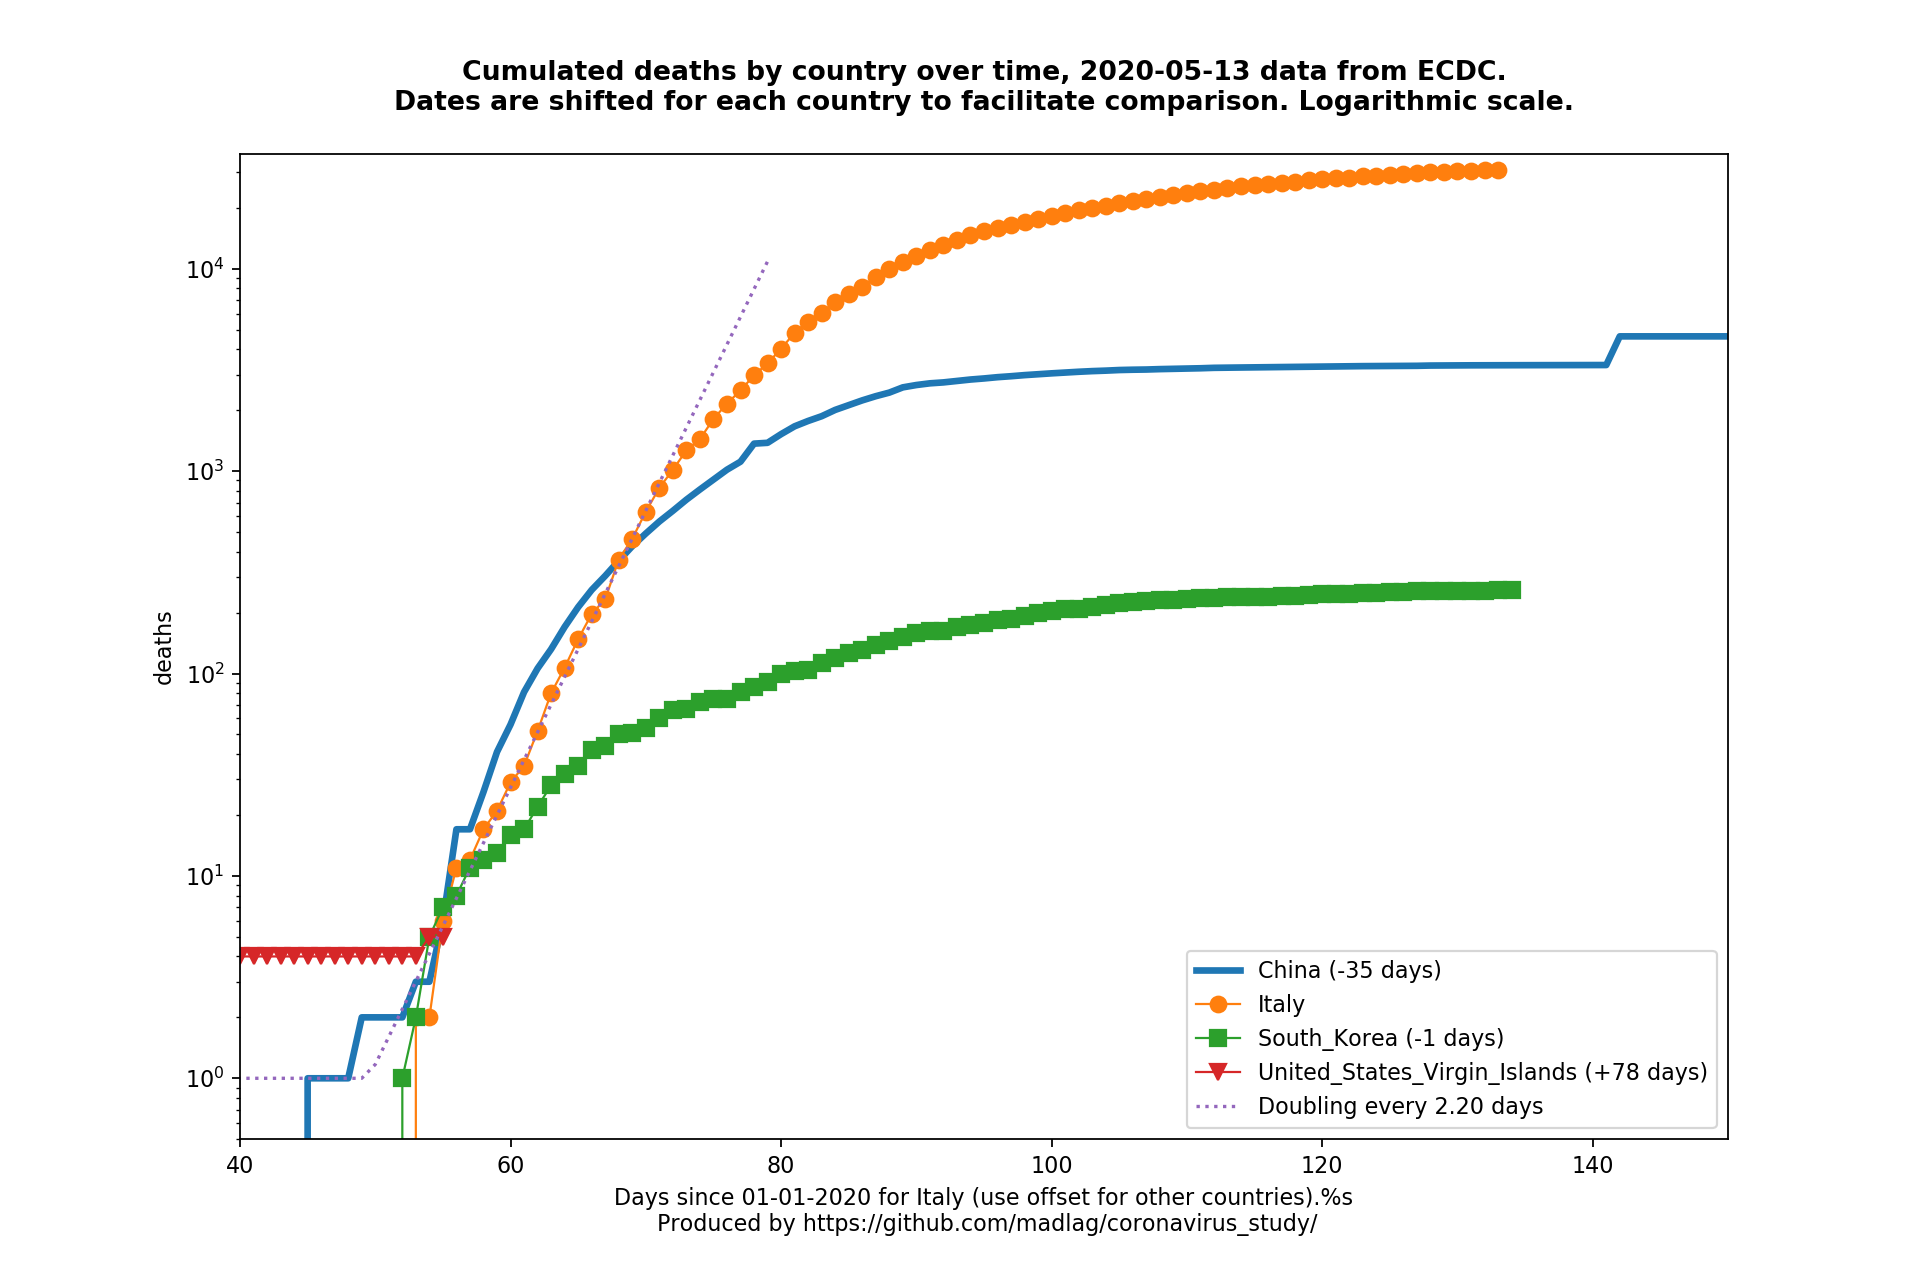 Cumulated deaths by country over time, 2020-05-13 data from ECDC.
Dates are shifted for each country to facilitate comparison. Logarithmic scale.
10^4
10^3
10^2
10^1
10^0
deaths
China (-35 days)
Italy
South_Korea (-1 days)
United_States_Virgin_Islands (+78 days)
Doubling every 2.20 days
40 60 80 100 120 140
Days since 01-01-2020 for Italy (use offset for other countries).%s
Produced by https://github.com/madlag/coronavirus_study/